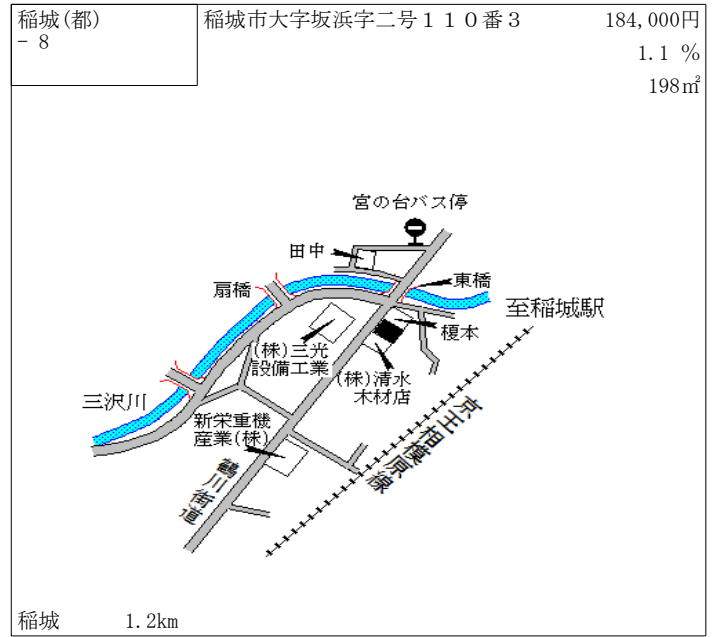 稲城(都)
- 8
稲城市大字坂浜字二号１１０番３
184,000円
1.1 %
198㎡
宮の台バス停
田中
東橋
扇橋
至稲城駅
榎本
(株)三光
設備工業
(株)清水
木材店
三沢川
新栄重機
産業(株)
京王相模原線
鶴川街道
稲城 1.2km